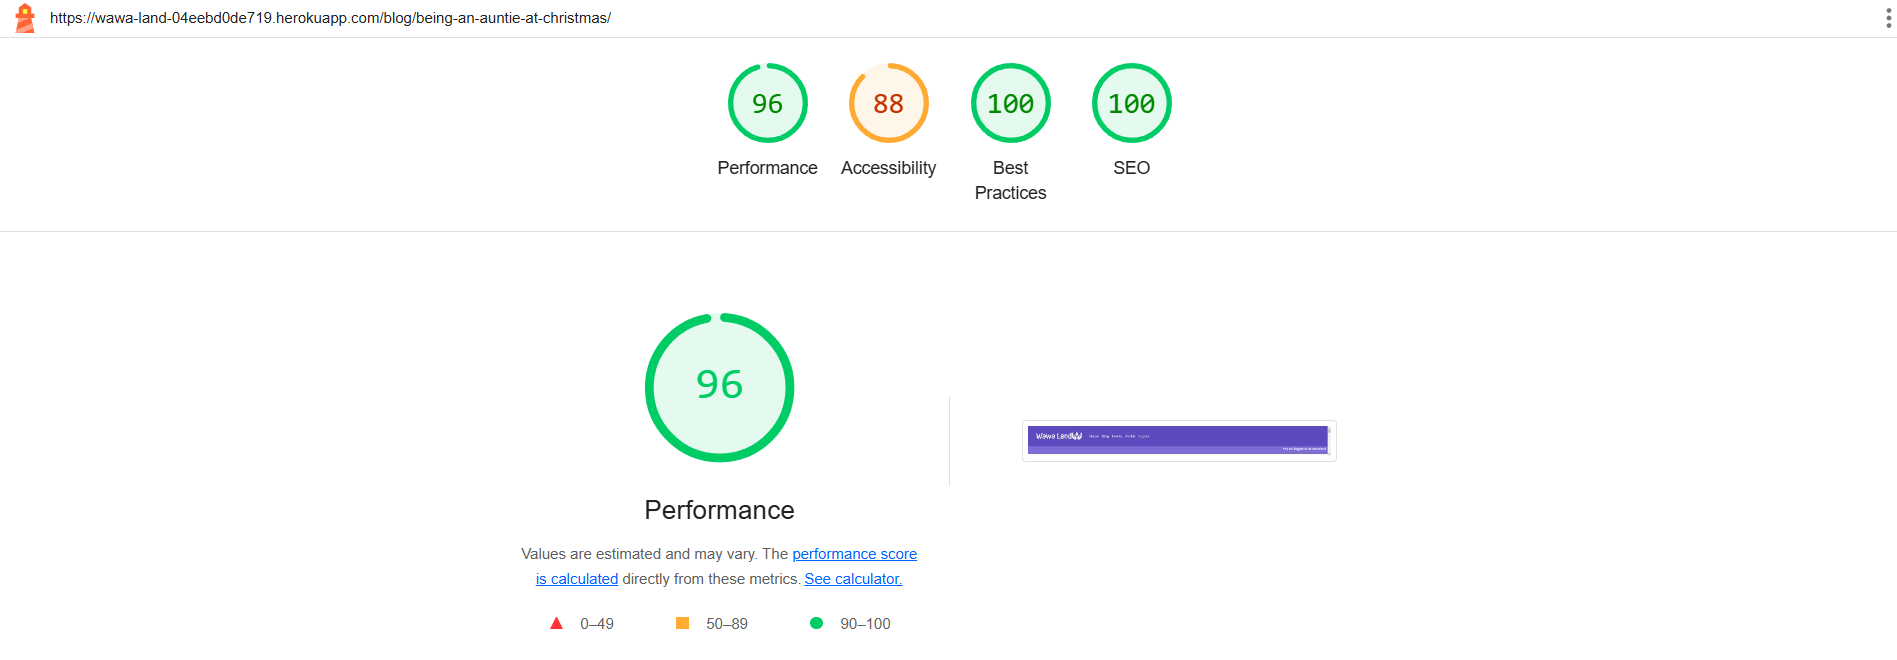 https://wawa-land-04eebd0de719.herokuapp.com/blog/being-an-auntie-at-christmas/
96
88
100
100
Performance
Accessibility
Best
Practices
SEO
96
Performance
Values are estimated and may vary. The performance score
is calculated directly from these metrics. See calculator.
0–49
50–89
90–100
Wawa Land